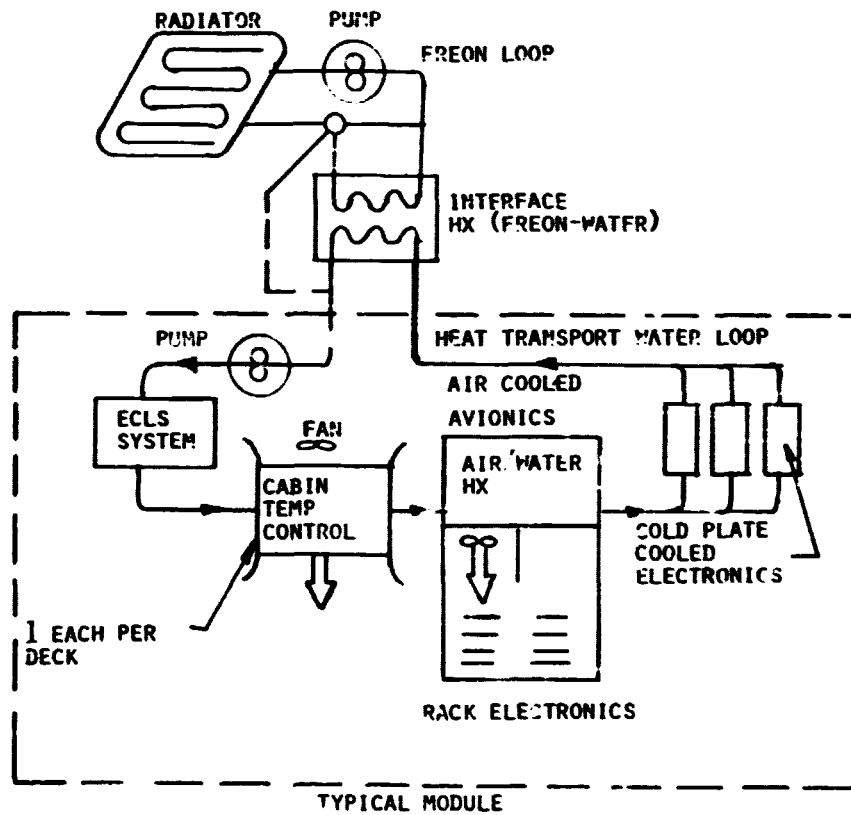 RADIATOR
PUMP
FREON LOOP
INTERFACE
HX (FREON-WATER)
PUMP
HEAT TRANSPORT WATER LOOP
AIR COOLED
AVIONICS
ECLS
SYSTEM
FAN
AIR/WATER
HX
CABIN
TEMP
CONTROL
COLD PLATE
COOLED
ELECTRONICS
1 EACH PER
DECK
RACK ELECTRONICS
TYPICAL MODULE